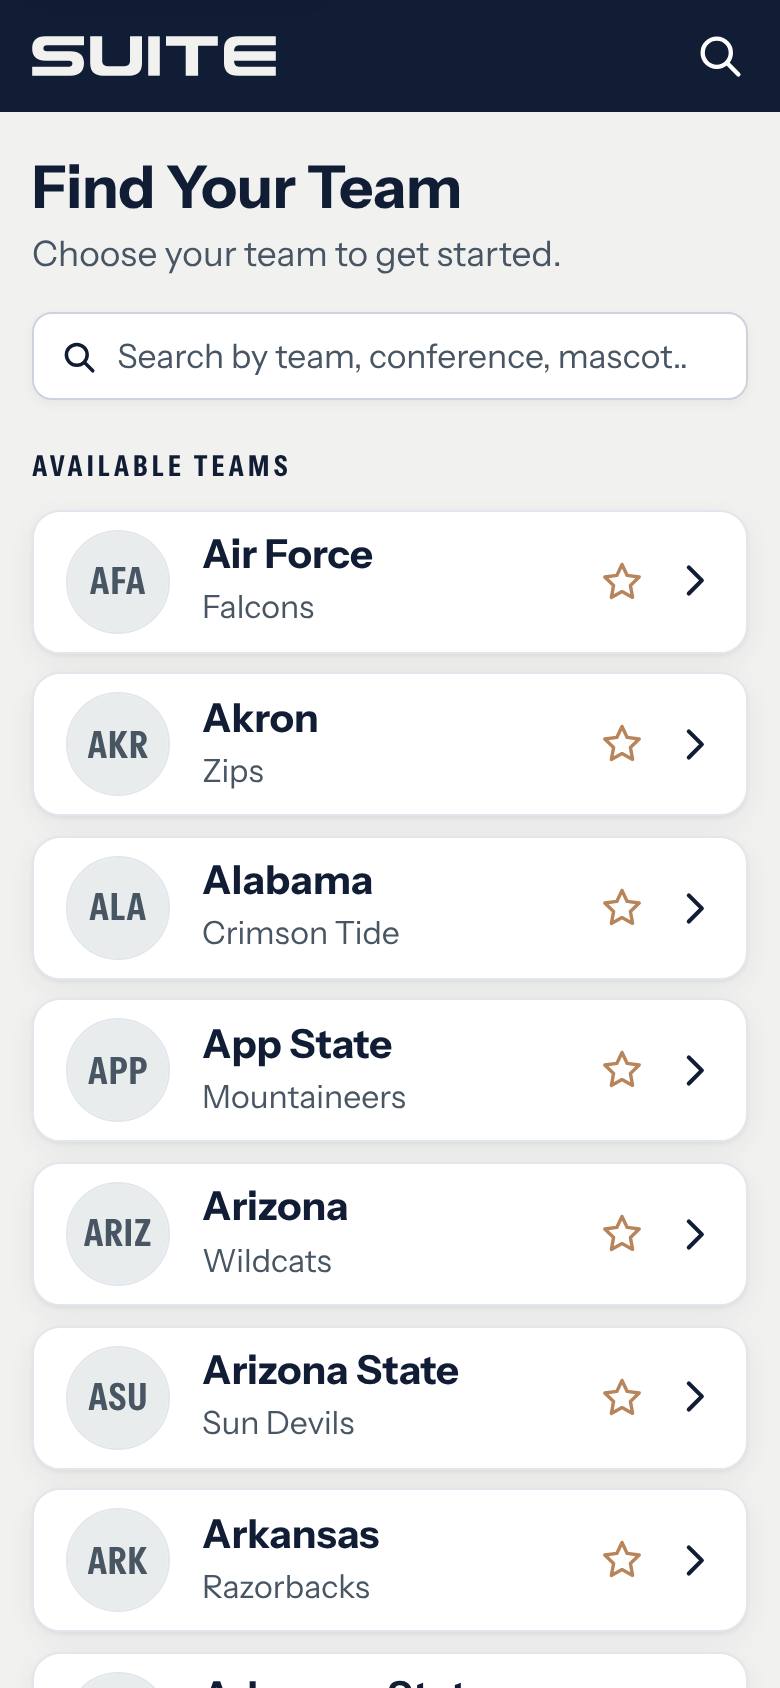 SUITE
Find Your Team
Choose your team to get started.
Search by team, conference, mascot..
AVAILABLE TEAMS
AFA
Air Force
Falcons
AKR
Akron
Zips
ALA
Alabama
Crimson Tide
APP
App State
Mountaineers
ARIZ
Arizona
Wildcats
ASU
Arizona State
Sun Devils
ARK
Arkansas
Razorbacks